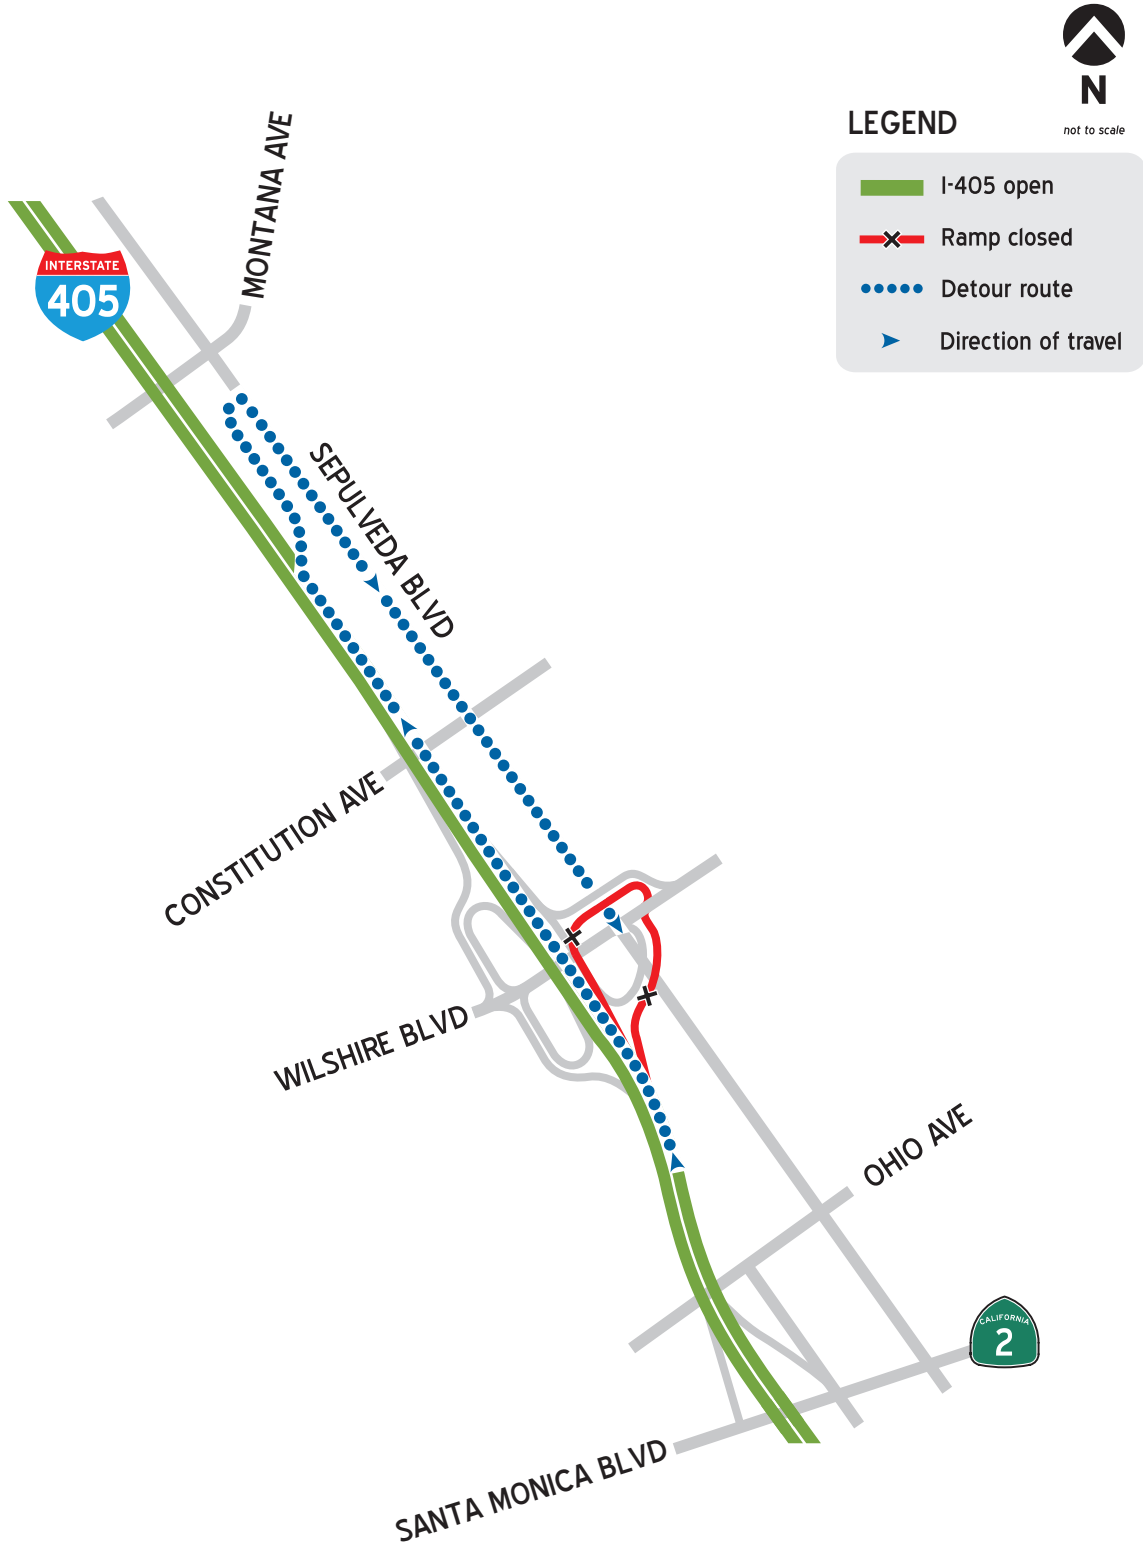 N
not to scale
LEGEND
I-405 open
Ramp closed
Detour route
Direction of travel
MONTANA AVE
INTERSTATE
405
SEPULVEDA BLVD
CONSTITUTION AVE
WILSHIRE BLVD
OHIO AVE
CALIFORNIA
2
SANTA MONICA BLVD